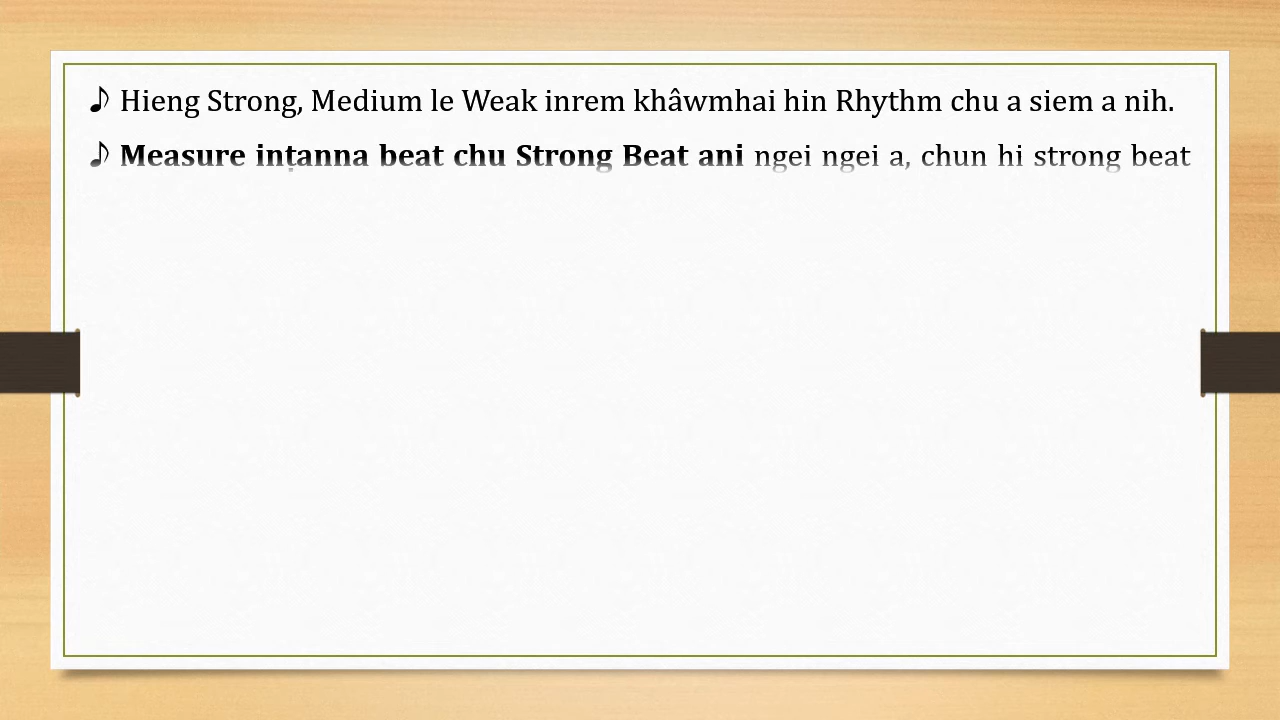 ♪ Hieng Strong, Medium le Weak inrem khâwmhai hin Rhythm chu a siem a nih.
♪ Measure inṭanna beat chu Strong Beat ani ngei ngei a, chun hi strong beat